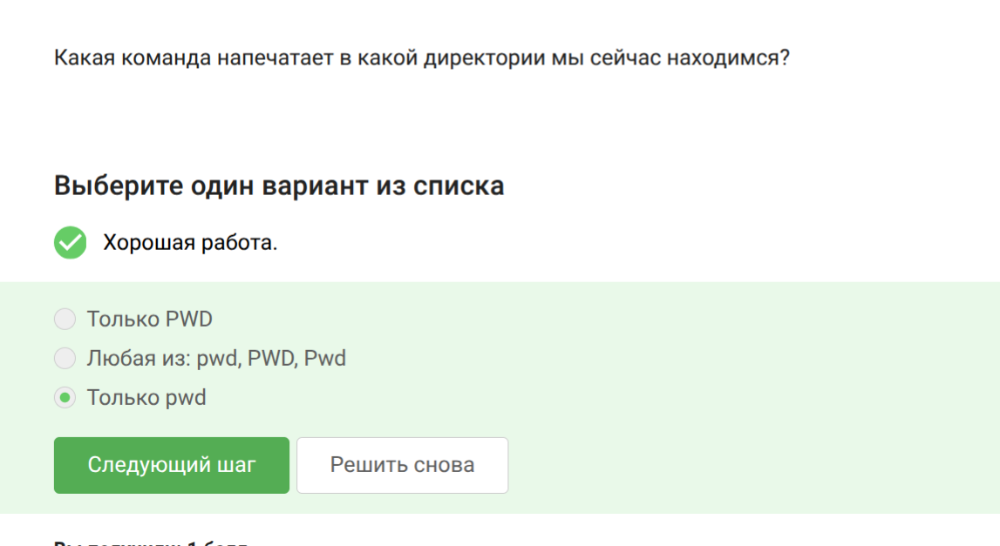 Какая команда напечатает в какой директории мы сейчас находимся?
Выберите один вариант из списка
Хорошая работа.
Только PWD
Любая из: pwd, PWD, Pwd
Только pwd
Следующий шаг
Решить снова